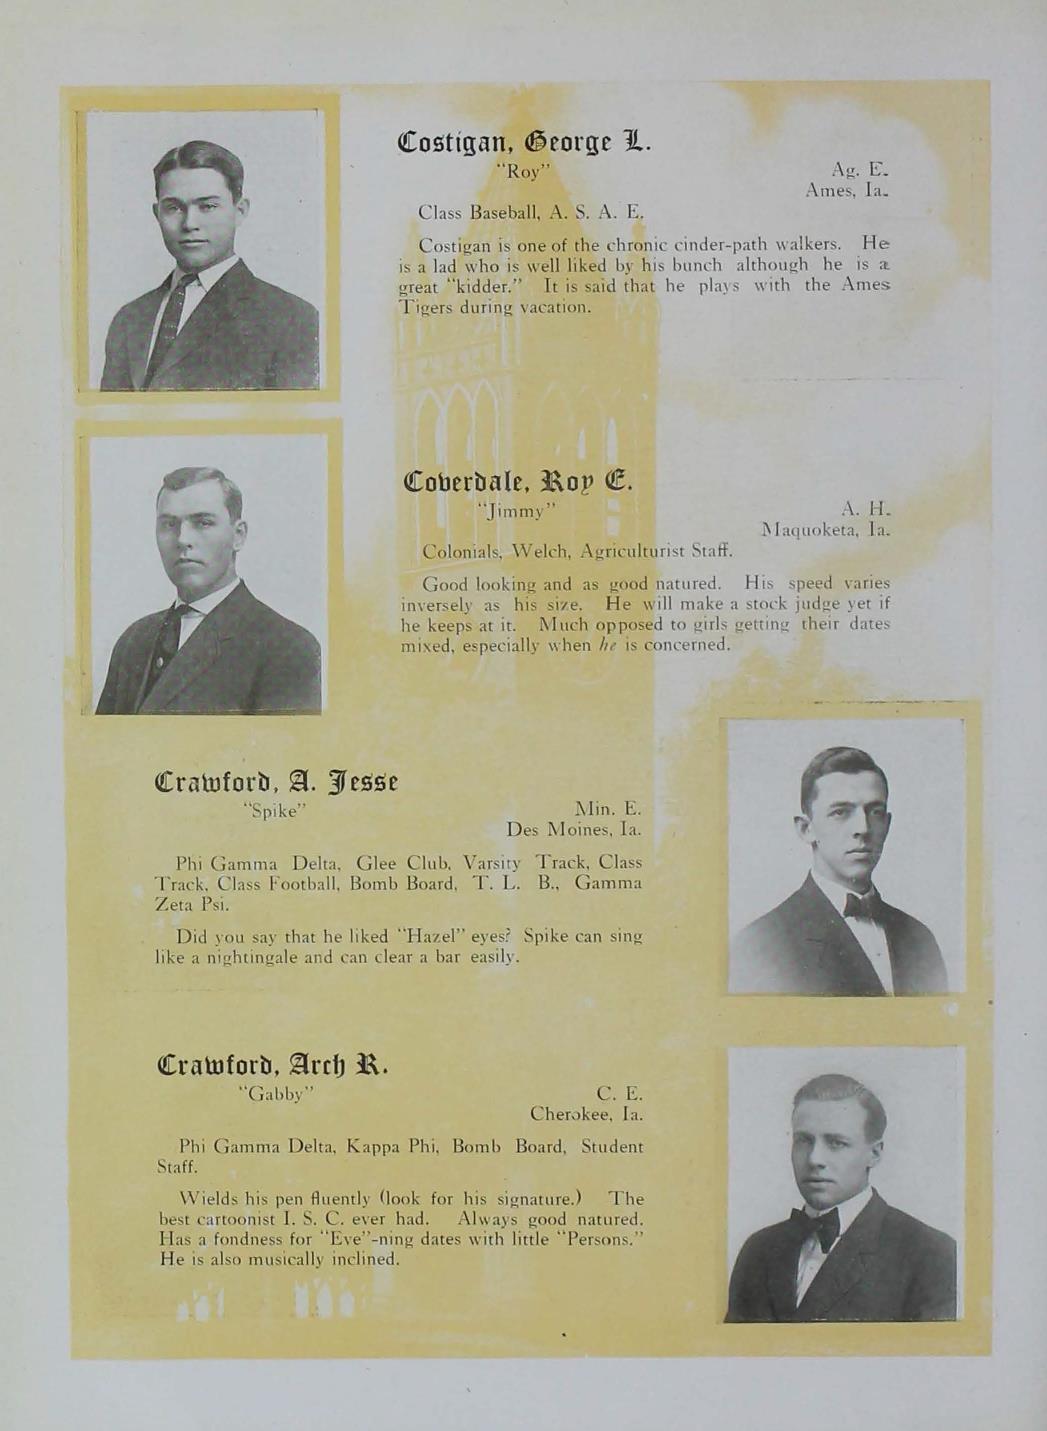 Costigan, George L.
"Roy"
Ag. E.
Ames, Ia.
Class Baseball, A. S. A. E.
Costigan is one of the chronic cinder-path walkers. He
is a lad who is well liked by his bunch although he is a
great "kidder." It is said that he plays with the Ames
Tigers during vacation.
Coverdale, Roy E.
"Jimmy"
A. H.
Maquoketa, Ia.
Colonials, Welch, Agriculturist Staff.
Good looking and as good natured. His speed varies
inversely as his size. He will make a stock judge yet if
he keeps at it. Much opposed to girls getting their dates
mixed, especially when he is concerned.
Crawford, A. Jesse
"Spike"
Min. E.
Des Moines, Ia.
Phi Gamma Delta, Glee Club, Varsity Track, Class
Track, Class Football, Bomb Board, T. L. B., Gamma
Zeta Psi.
Did you say that he liked "Hazel" eyes? Spike can sing
like a nightingale and can clear a bar easily.
Crawford, Arch R.
"Gabby"
C. E.
Cherokee, Ia.
Phi Gamma Delta, Kappa Phi, Bomb Board, Student
Staff.
Wields his pen fluently (look for his signature.) The
best cartoonist I. S. C. ever had. Always good natured.
Has a fondness for "Eve"-ning dates with little "Persons."
He is also musically inclined.